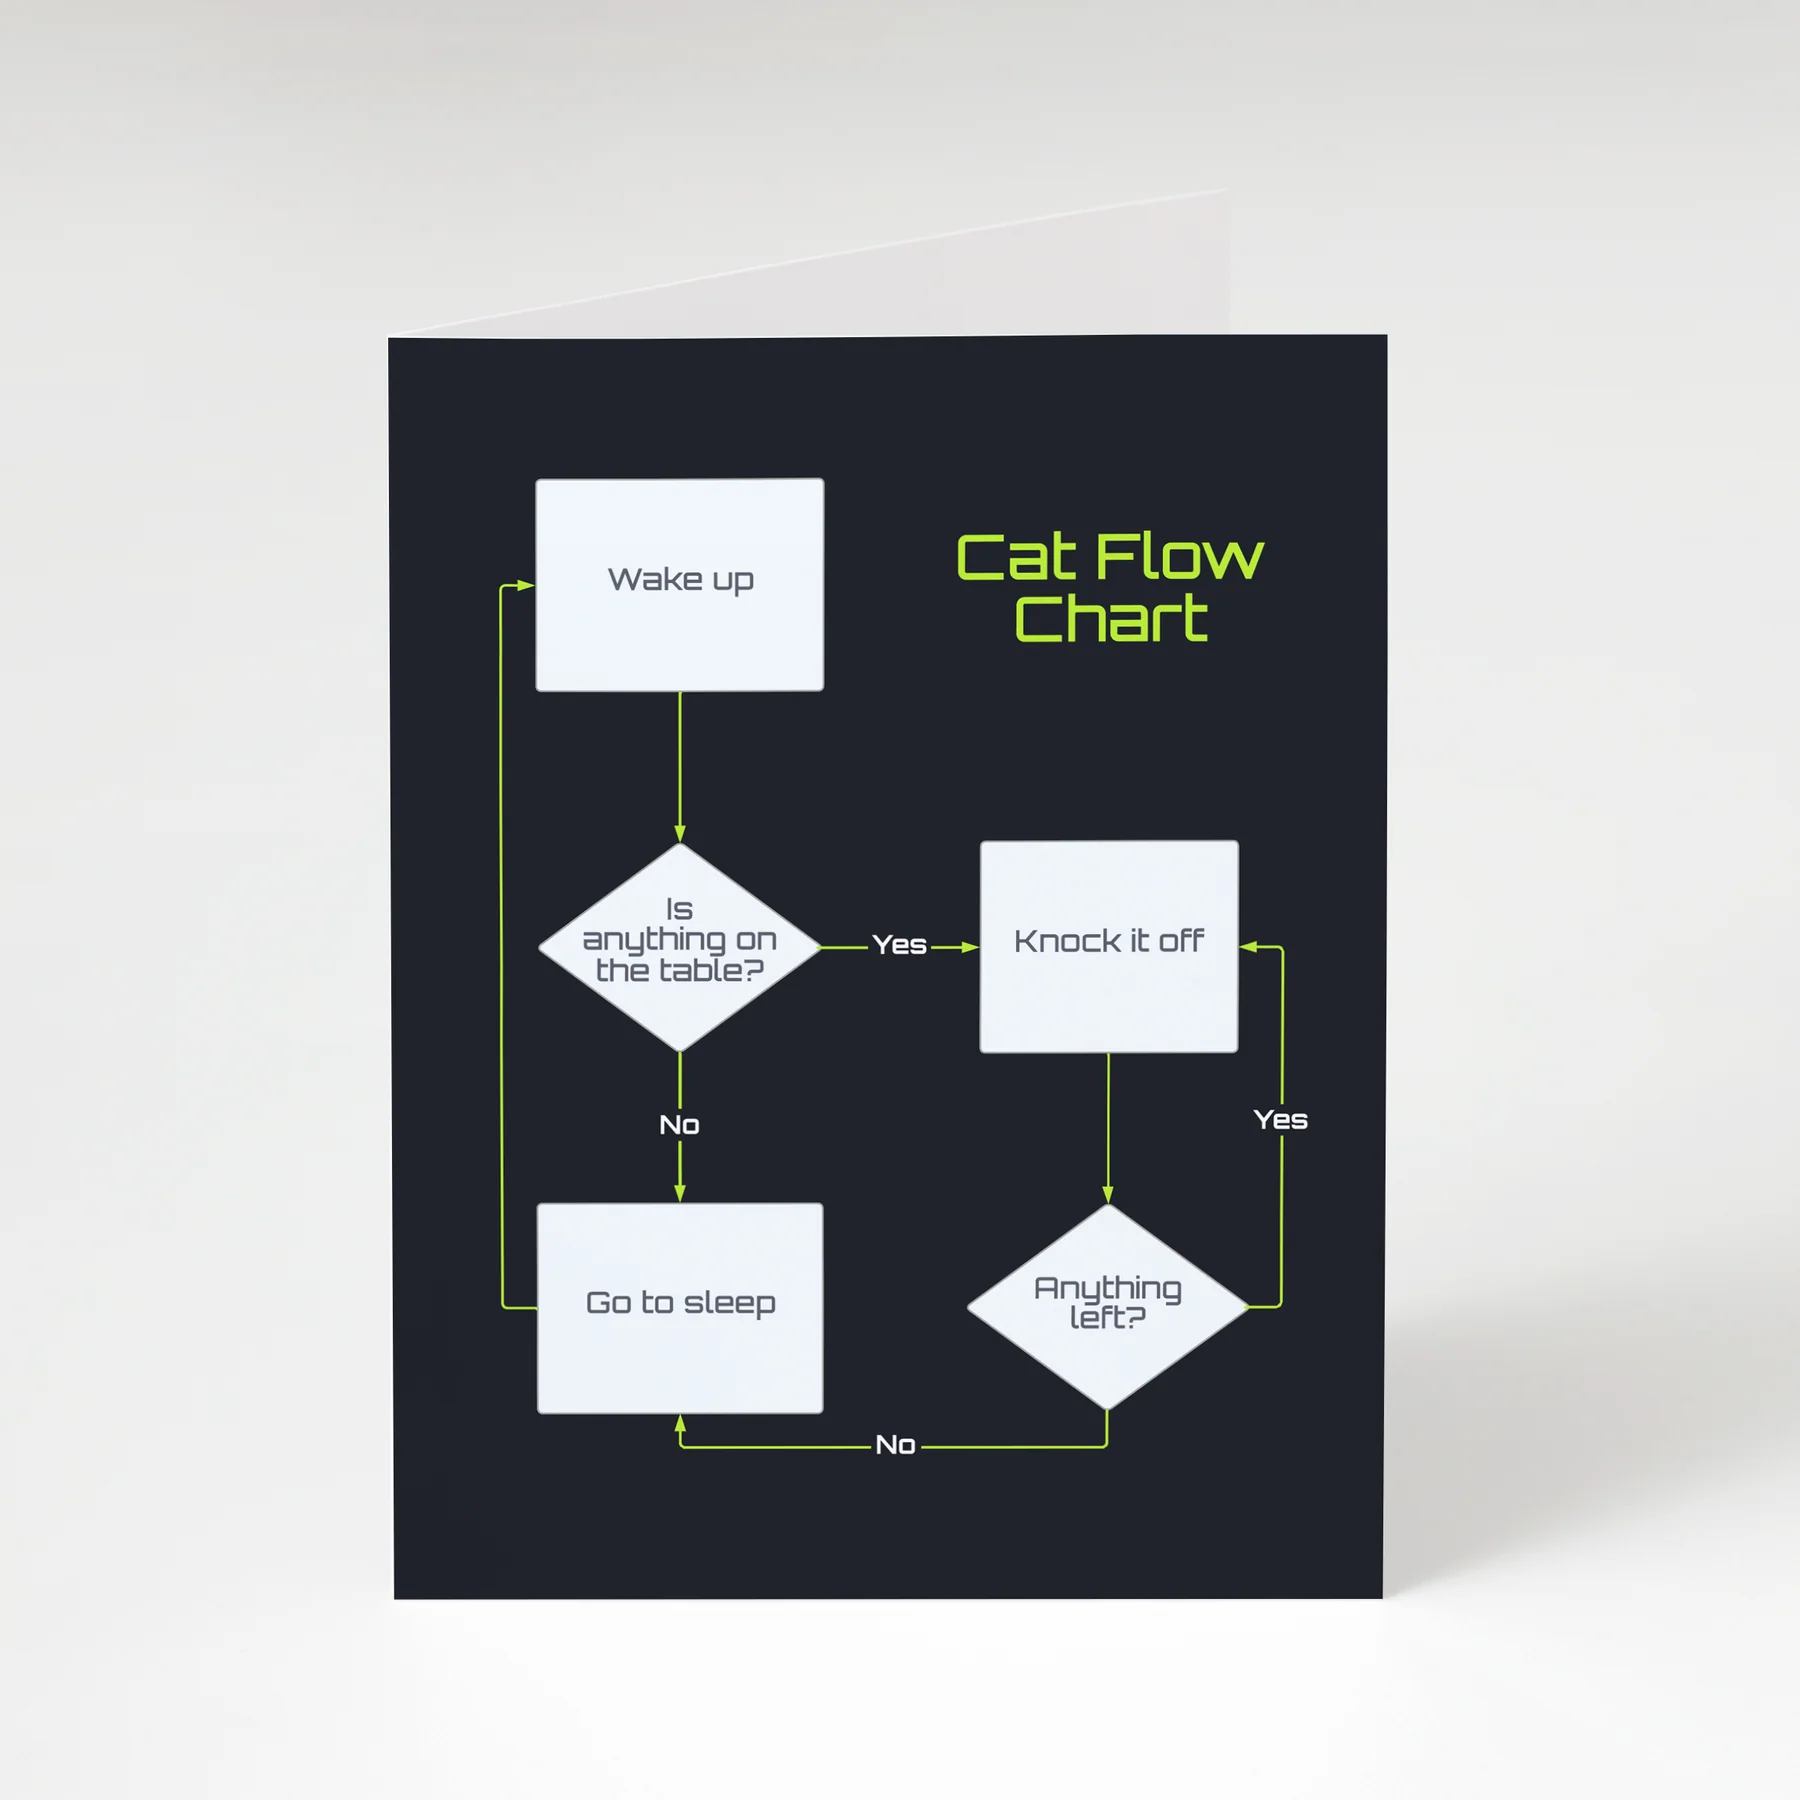 Wake up
Cat Flow
Chart
Is
anything on
the table?
Yes
Knock it off
No
Yes
Go to sleep
Anything
left?
No